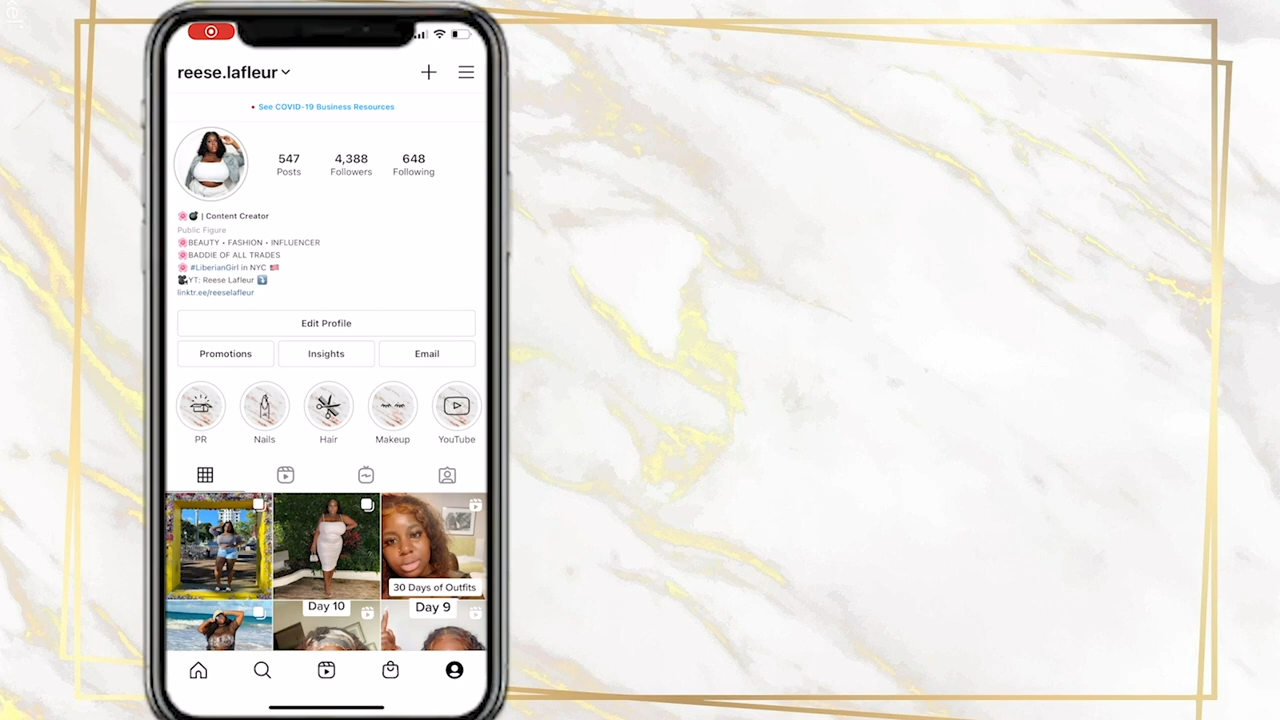 reese.lafleur
See COVID-19 Business Resources
547 4,388 648
Posts Followers Following
| Content Creator
Public Figure
BEAUTY • FASHION • INFLUENCER
BADDIE OF ALL TRADES
#LiberianGirl in NYC
YT: Reese Lafleur
linktr.ee/reeselafleur
Edit Profile
Promotions Insights Email
PR Nails Hair Makeup YouTube
30 Days of Outfits
Day 10 Day 9